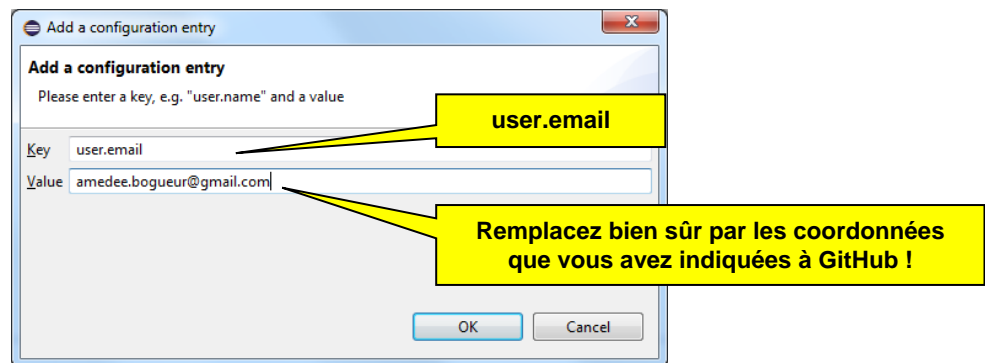 Add a configuration entry
Add a configuration entry
Please enter a key, e.g. "user.name" and a value
user.email
Key user.email
Value amedee.bogueur@gmail.com
Remplacez bien sûr par les coordonnées
que vous avez indiquées à GitHub !
OK Cancel